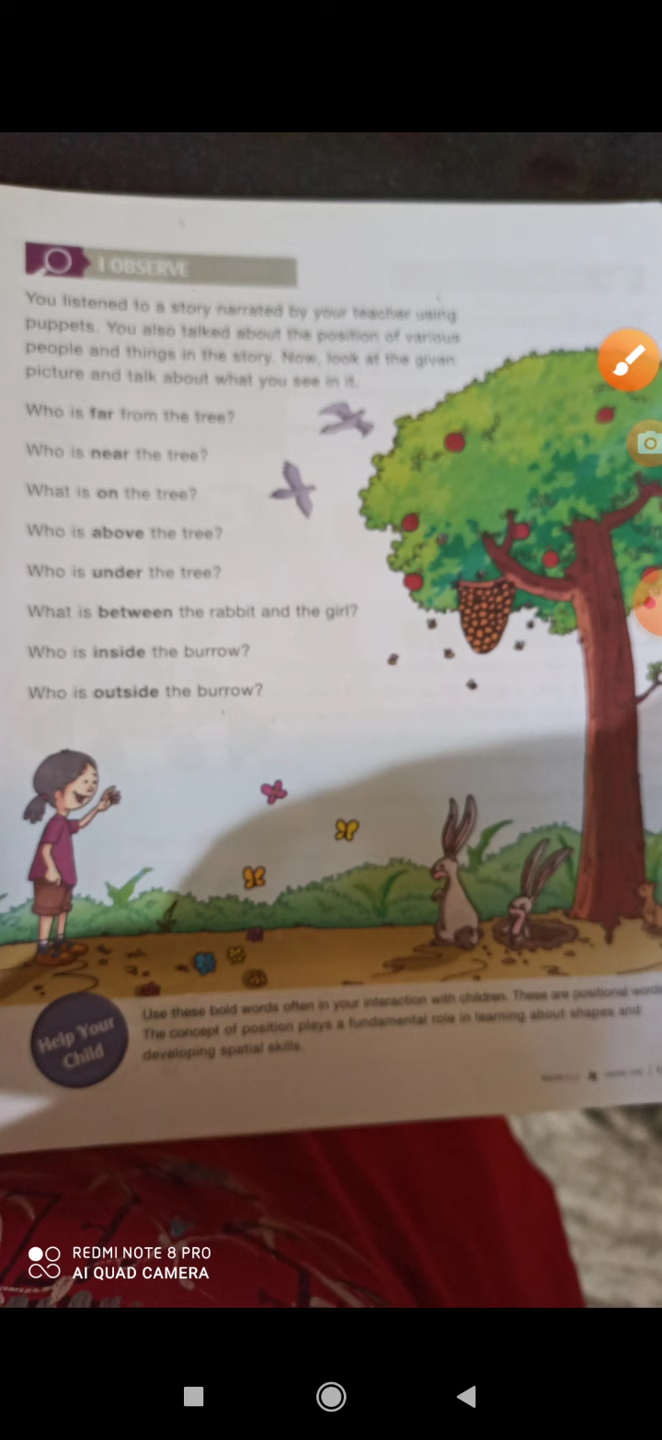 I OBSERVE
You listened to a story narrated by your teacher using
puppets. You also talked about the position of various
people and things in the story. Now, look at the given
picture and talk about what you see in it.
Who is far from the tree?
Who is near the tree?
What is on the tree?
Who is above the tree?
Who is under the tree?
What is between the rabbit and the girl?
Who is inside the burrow?
Who is outside the burrow?
Help Your
Child
Use these bold words often in your interaction with children. These are positional words
The concept of position plays a fundamental role in learning about shapes and
developing spatial skills.
REDMI NOTE 8 PRO
AI QUAD CAMERA